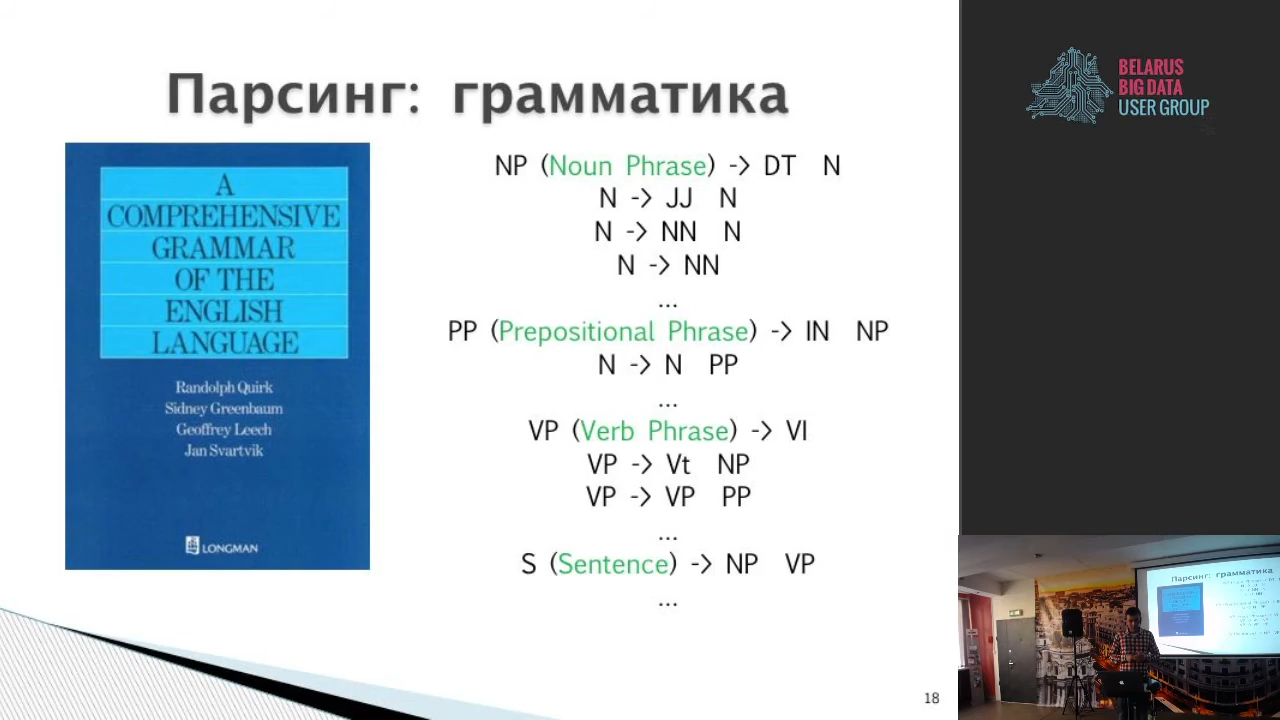 Парсинг: грамматика
A
COMPREHENSIVE
GRAMMAR
OF THE
ENGLISH
LANGUAGE
Randolph Quirk
Sidney Greenbaum
Geoffrey Leech
Jan Svartvik
LONGMAN
NP (Noun Phrase) -> DT N
N -> JJ N
N -> NN N
N -> NN
...
PP (Prepositional Phrase) -> IN NP
N -> N PP
...
VP (Verb Phrase) -> VI
VP -> Vt NP
VP -> VP PP
...
S (Sentence) -> NP VP
...
18
BELARUS
BIG DATA
USER GROUP
Парсинг: грамматика